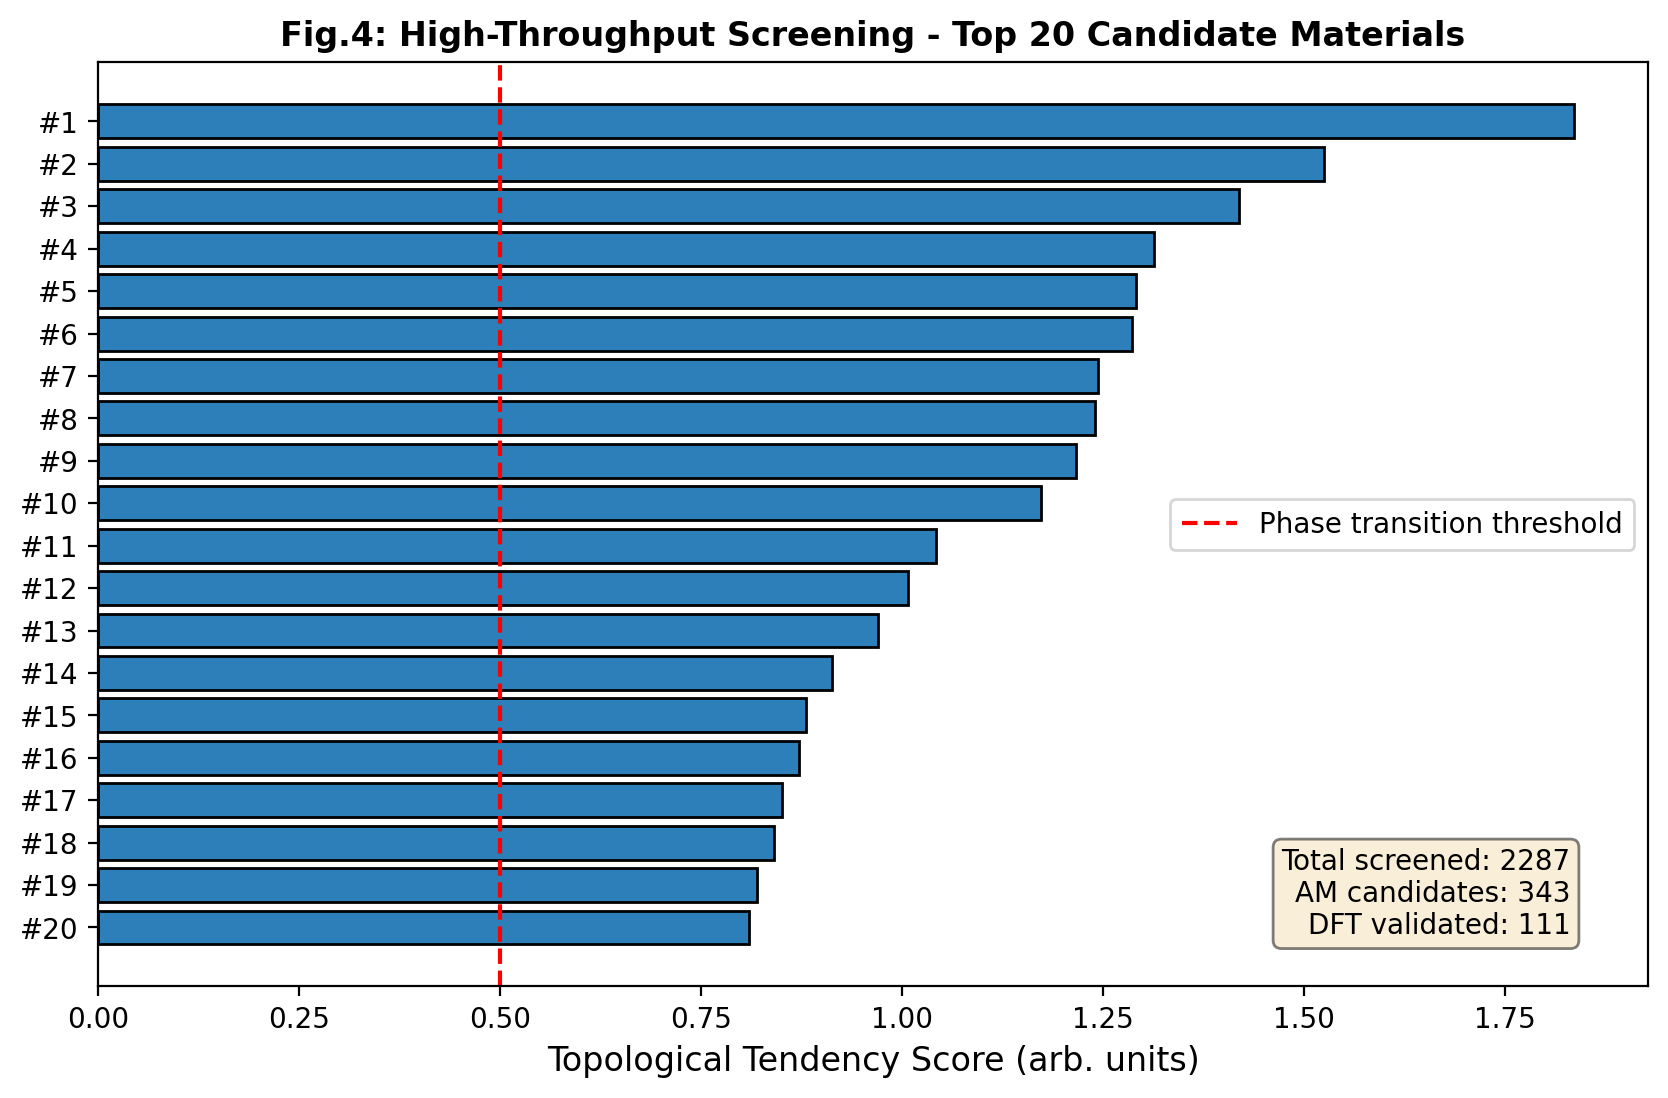 Fig.4: High-Throughput Screening - Top 20 Candidate Materials
#1
#2
#3
#4
#5
#6
#7
#8
#9
#10
#11
#12
#13
#14
#15
#16
#17
#18
#19
#20
Phase transition threshold
Total screened: 2287
AM candidates: 343
DFT validated: 111
0.00 0.25 0.50 0.75 1.00 1.25 1.50 1.75
Topological Tendency Score (arb. units)